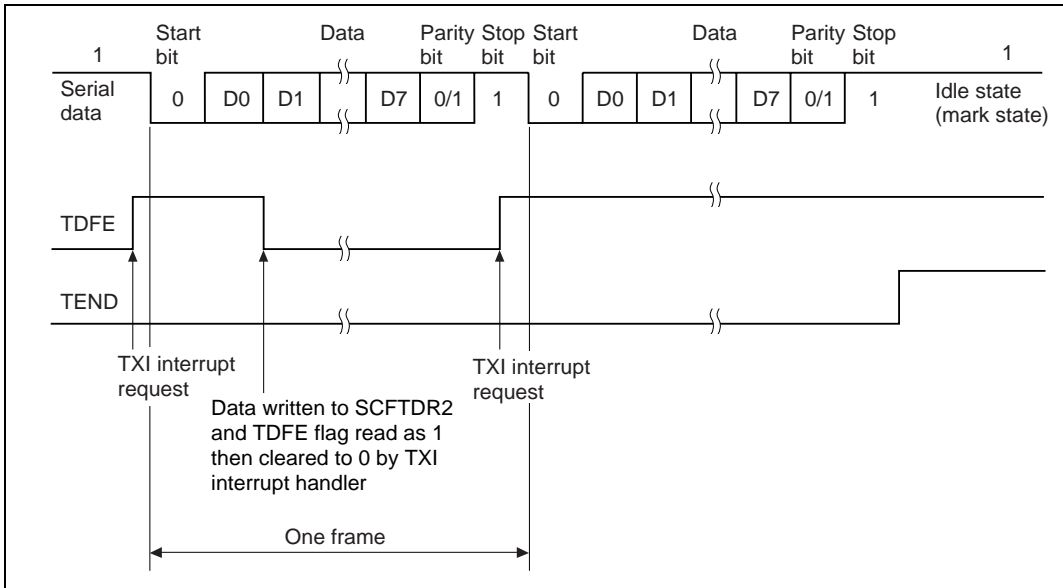 1
Start bit
Data
Parity bit
Stop bit
Start bit
Data
Parity bit
Stop bit
1
Serial data
0
D0
D1
D7
0/1
1
0
D0
D1
D7
0/1
1
Idle state
(mark state)
TDFE
TEND
TXI interrupt
request
TXI interrupt
request
Data written to SCFTDR2
and TDFE flag read as 1
then cleared to 0 by TXI
interrupt handler
One frame